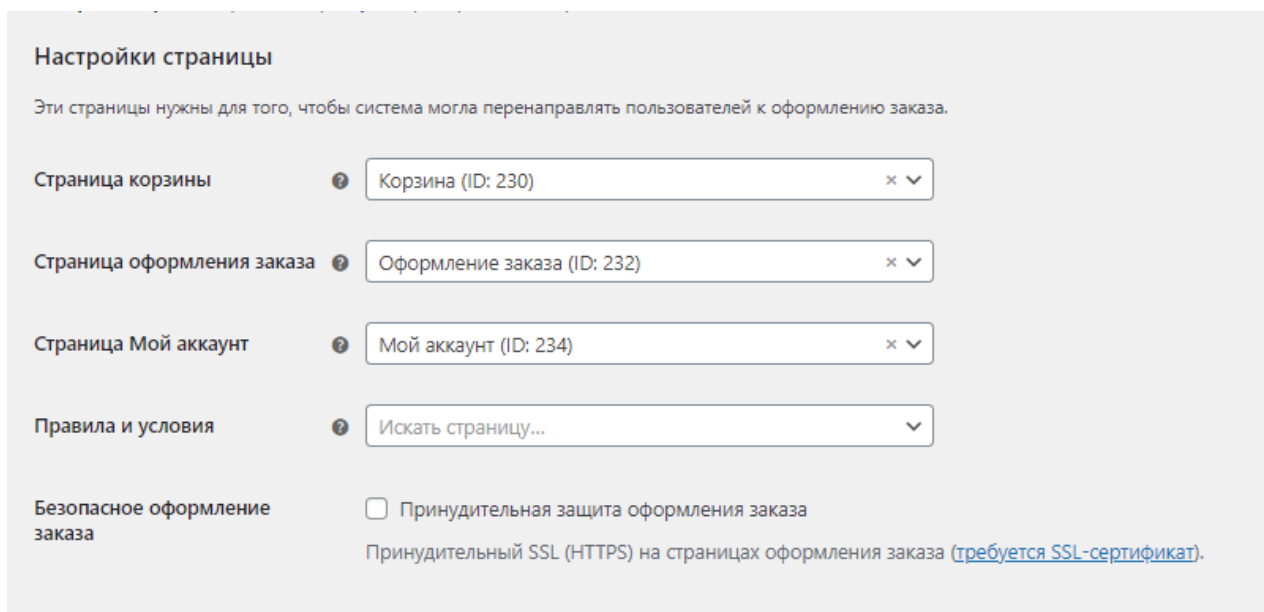 Настройки страницы
Эти страницы нужны для того, чтобы система могла перенаправлять пользователей к оформлению заказа.
Страница корзины
Корзина (ID: 230)
Страница оформления заказа
Оформление заказа (ID: 232)
Страница Мой аккаунт
Мой аккаунт (ID: 234)
Правила и условия
Искать страницу...
Безопасное оформление
заказа
Принудительная защита оформления заказа
Принудительный SSL (HTTPS) на страницах оформления заказа (требуется SSL-сертификат).